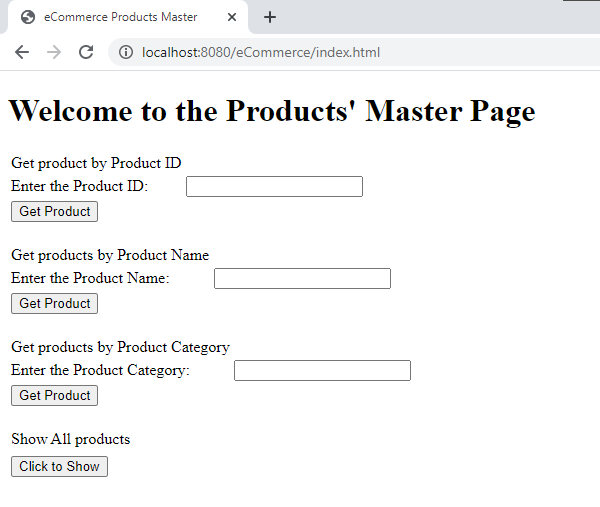 eCommerce Products Master
localhost:8080/eCommerce/index.html
Welcome to the Products' Master Page
Get product by Product ID
Enter the Product ID:
Get Product
Get products by Product Name
Enter the Product Name:
Get Product
Get products by Product Category
Enter the Product Category:
Get Product
Show All products
Click to Show